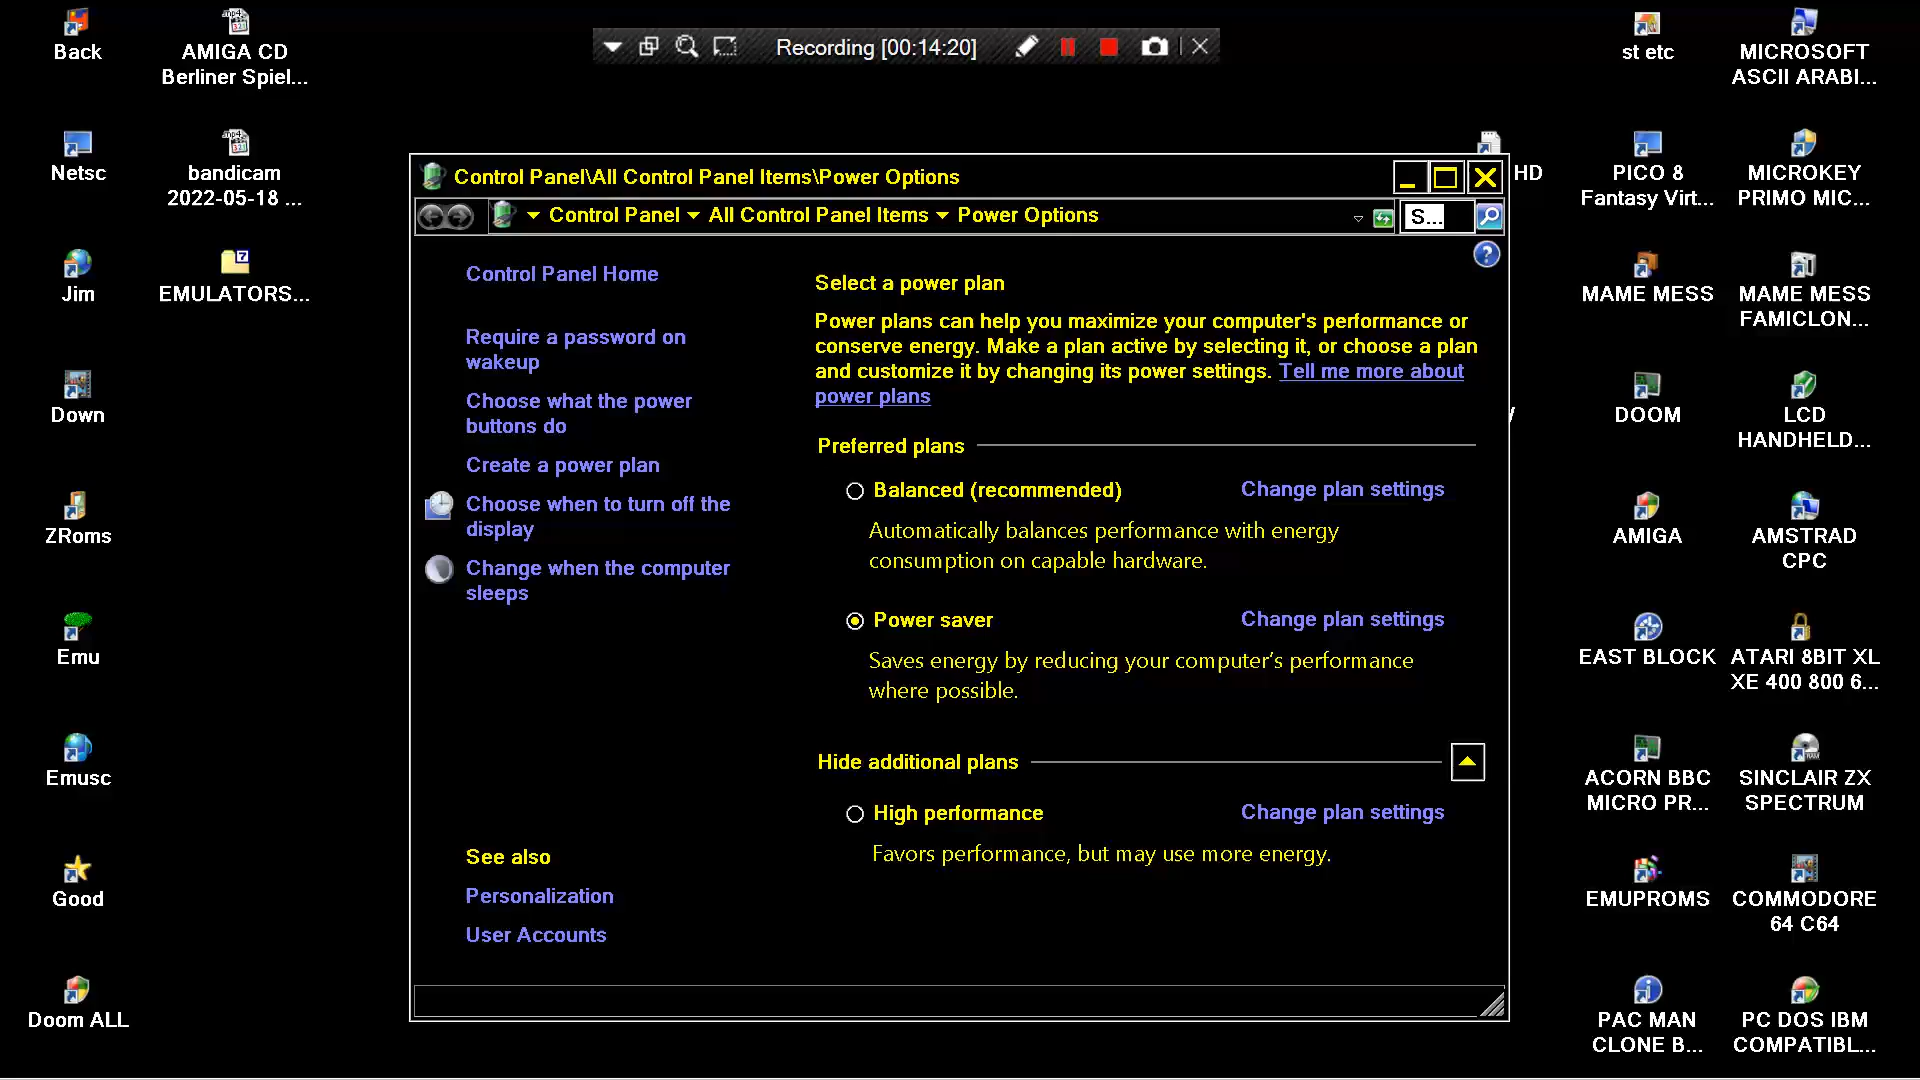 Recording [00:14:20]
Back
AMIGA CD
Berliner Spiel...
Netsc
bandicam
2022-05-18 ...
Jim
EMULATORS...
Down
ZRoms
Emu
Emusc
Good
Doom ALL
Control Panel\All Control Panel Items\Power Options
Control Panel All Control Panel Items Power Options
S...
Control Panel Home
Require a password on
wakeup
Choose what the power
buttons do
Create a power plan
Choose when to turn off the
display
Change when the computer
sleeps
See also
Personalization
User Accounts
Select a power plan
Power plans can help you maximize your computer's performance or
conserve energy. Make a plan active by selecting it, or choose a plan
and customize it by changing its power settings. Tell me more about
power plans
Preferred plans
Balanced (recommended) Change plan settings
Automatically balances performance with energy
consumption on capable hardware.
Power saver Change plan settings
Saves energy by reducing your computer's performance
where possible.
Hide additional plans
High performance Change plan settings
Favors performance, but may use more energy.
HD
st etc
MICROSOFT
ASCII ARABI...
PICO 8
Fantasy Virt...
MICROKEY
PRIMO MIC...
MAME MESS
MAME MESS
FAMICLON...
DOOM
LCD
HANDHELD...
AMIGA
AMSTRAD
CPC
EAST BLOCK
ATARI 8BIT XL
XE 400 800 6...
ACORN BBC
MICRO PR...
SINCLAIR ZX
SPECTRUM
EMUPROMS
COMMODORE
64 C64
PAC MAN
CLONE B...
PC DOS IBM
COMPATIBL...